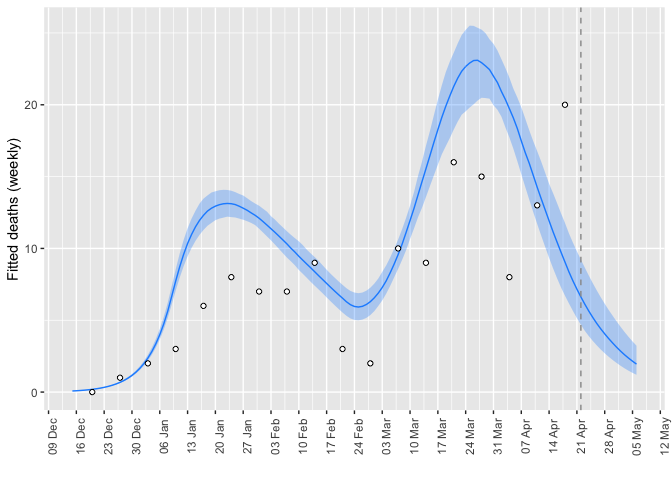 Fitted deaths (weekly)
20
10
0
09 Dec
16 Dec
23 Dec
30 Dec
06 Jan
13 Jan
20 Jan
27 Jan
03 Feb
10 Feb
17 Feb
24 Feb
03 Mar
10 Mar
17 Mar
24 Mar
31 Mar
07 Apr
14 Apr
21 Apr
28 Apr
05 May
12 May